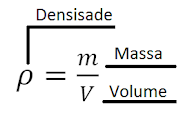 Densisade
ρ = m/V
Massa
Volume